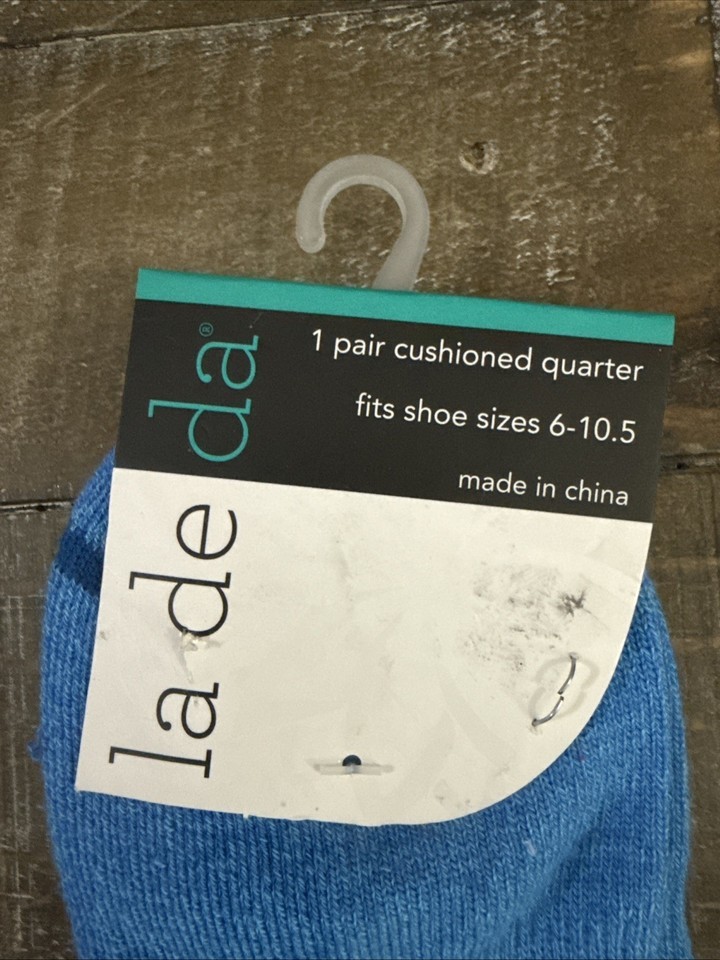 la de da®
1 pair cushioned quarter
fits shoe sizes 6-10.5
made in china